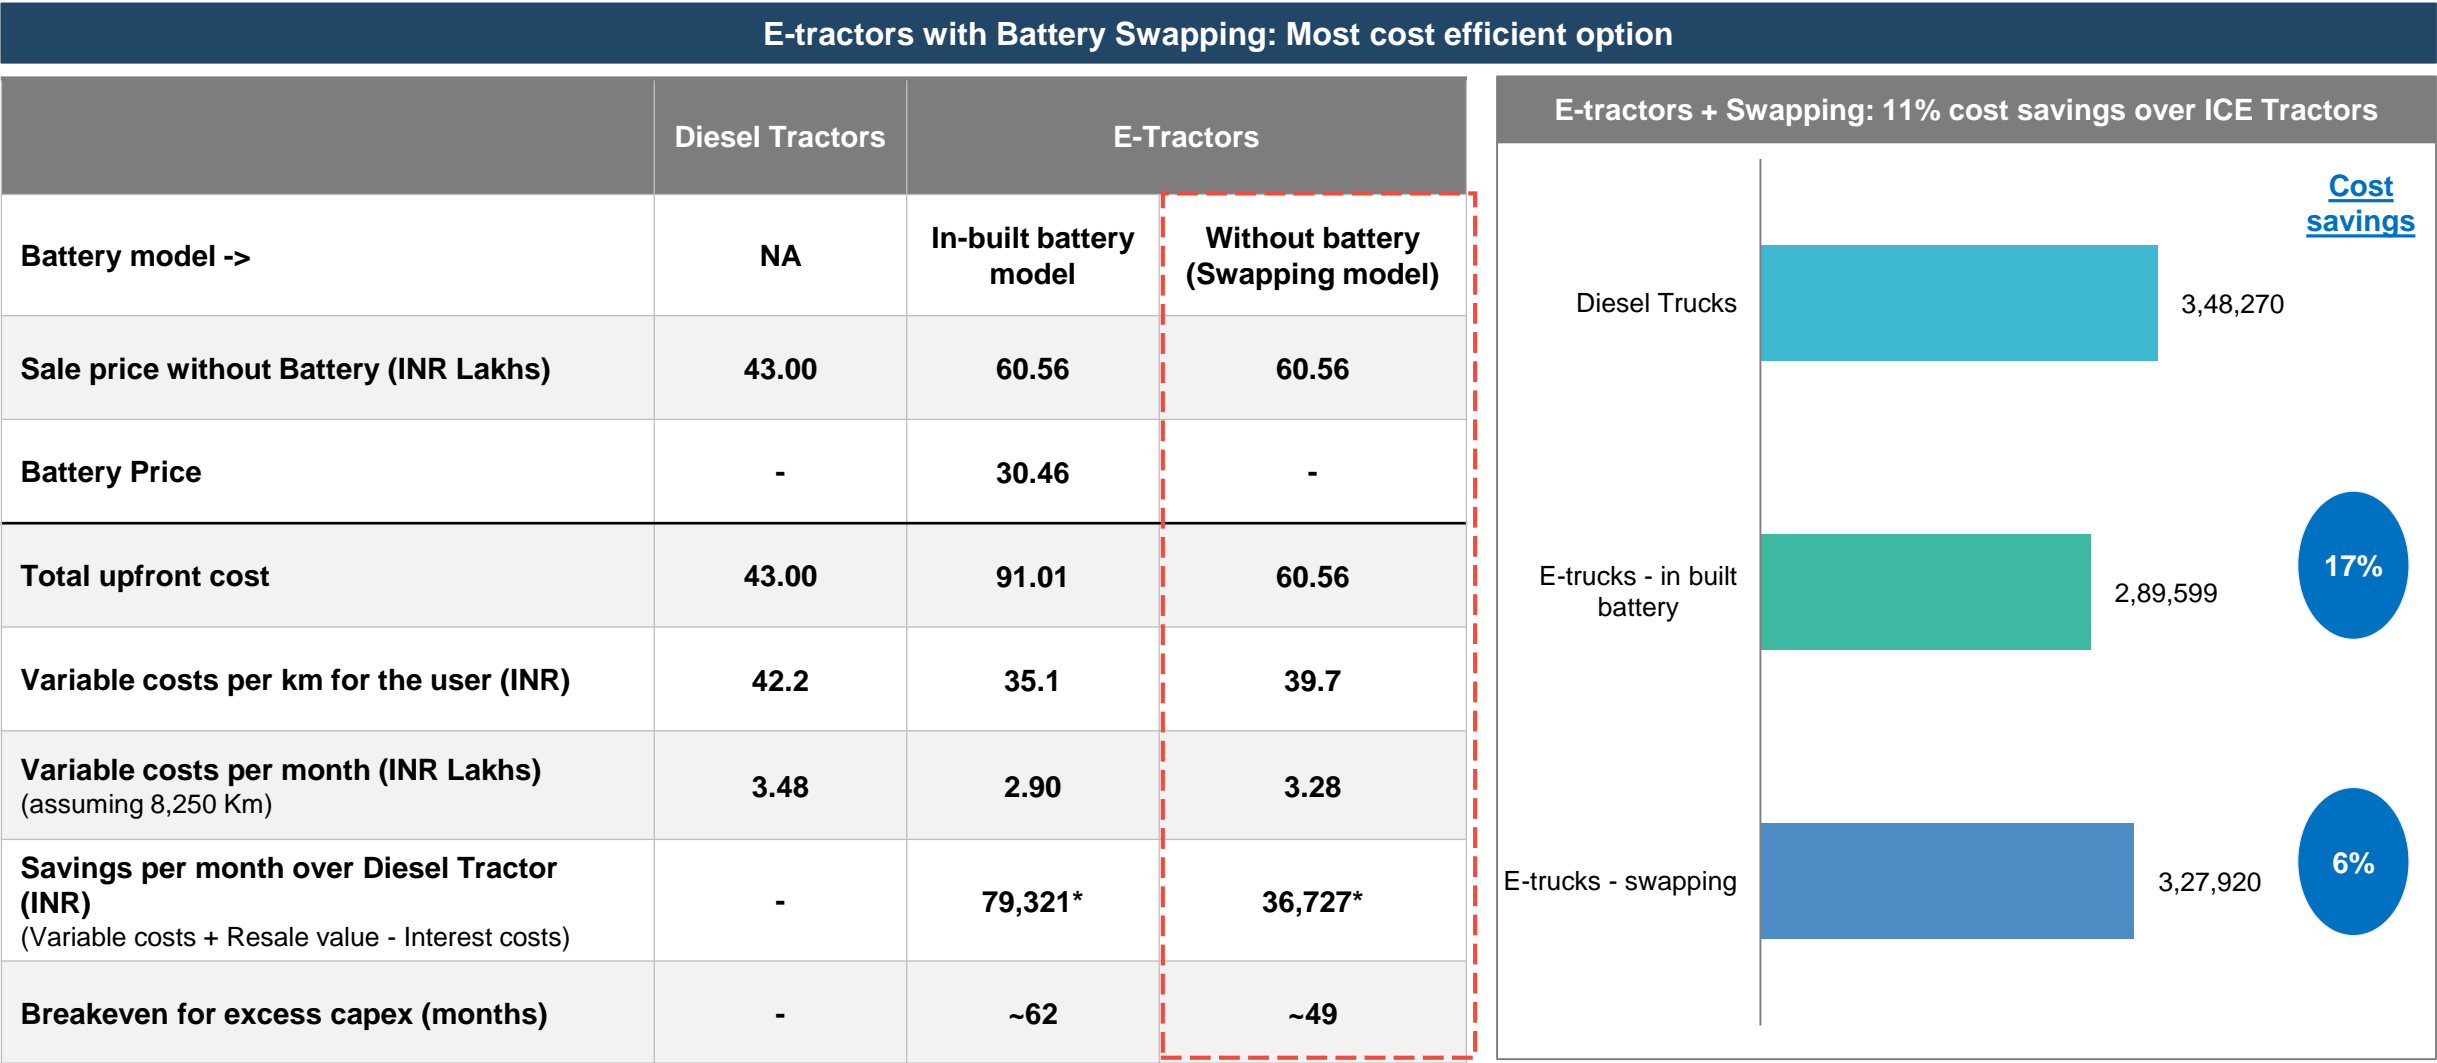 E-tractors with Battery Swapping: Most cost efficient option
Diesel Tractors
E-Tractors
Battery model ->
NA
In-built battery
model
Without battery
(Swapping model)
Sale price without Battery (INR Lakhs)
43.00
60.56
60.56
Battery Price
-
30.46
-
Total upfront cost
43.00
91.01
60.56
Variable costs per km for the user (INR)
42.2
35.1
39.7
Variable costs per month (INR Lakhs)
(assuming 8,250 Km)
3.48
2.90
3.28
Savings per month over Diesel Tractor
(INR)
(Variable costs + Resale value - Interest costs)
-
79,321*
36,727*
Breakeven for excess capex (months)
-
~62
~49
E-tractors + Swapping: 11% cost savings over ICE Tractors
Cost
savings
Diesel Trucks
3,48,270
E-trucks - in built
battery
2,89,599
17%
E-trucks - swapping
3,27,920
6%